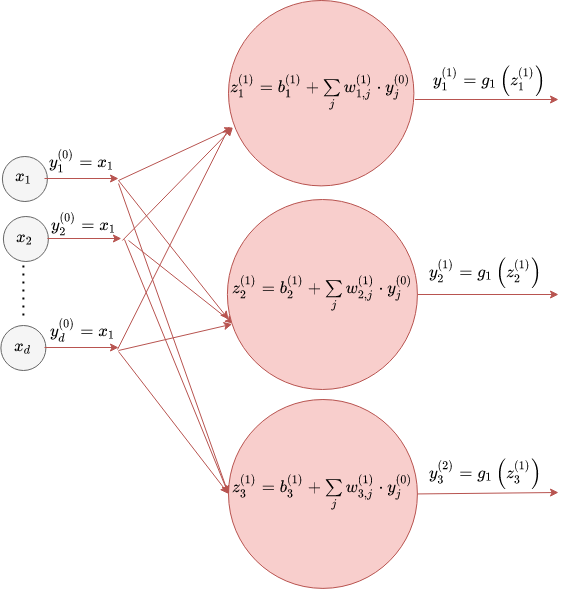 z_1^{(1)} = b_1^{(1)} + \sum_j w_{1,j}^{(1)} \cdot y_j^{(0)}
y_1^{(1)} = g_1 \left( z_1^{(1)} \right)
x_1
y_1^{(0)} = x_1
x_2
y_2^{(0)} = x_1
z_2^{(1)} = b_2^{(1)} + \sum_j w_{2,j}^{(1)} \cdot y_j^{(0)}
y_2^{(1)} = g_1 \left( z_2^{(1)} \right)
x_d
y_d^{(0)} = x_1
z_3^{(1)} = b_3^{(1)} + \sum_j w_{3,j}^{(1)} \cdot y_j^{(0)}
y_3^{(2)} = g_1 \left( z_3^{(1)} \right)